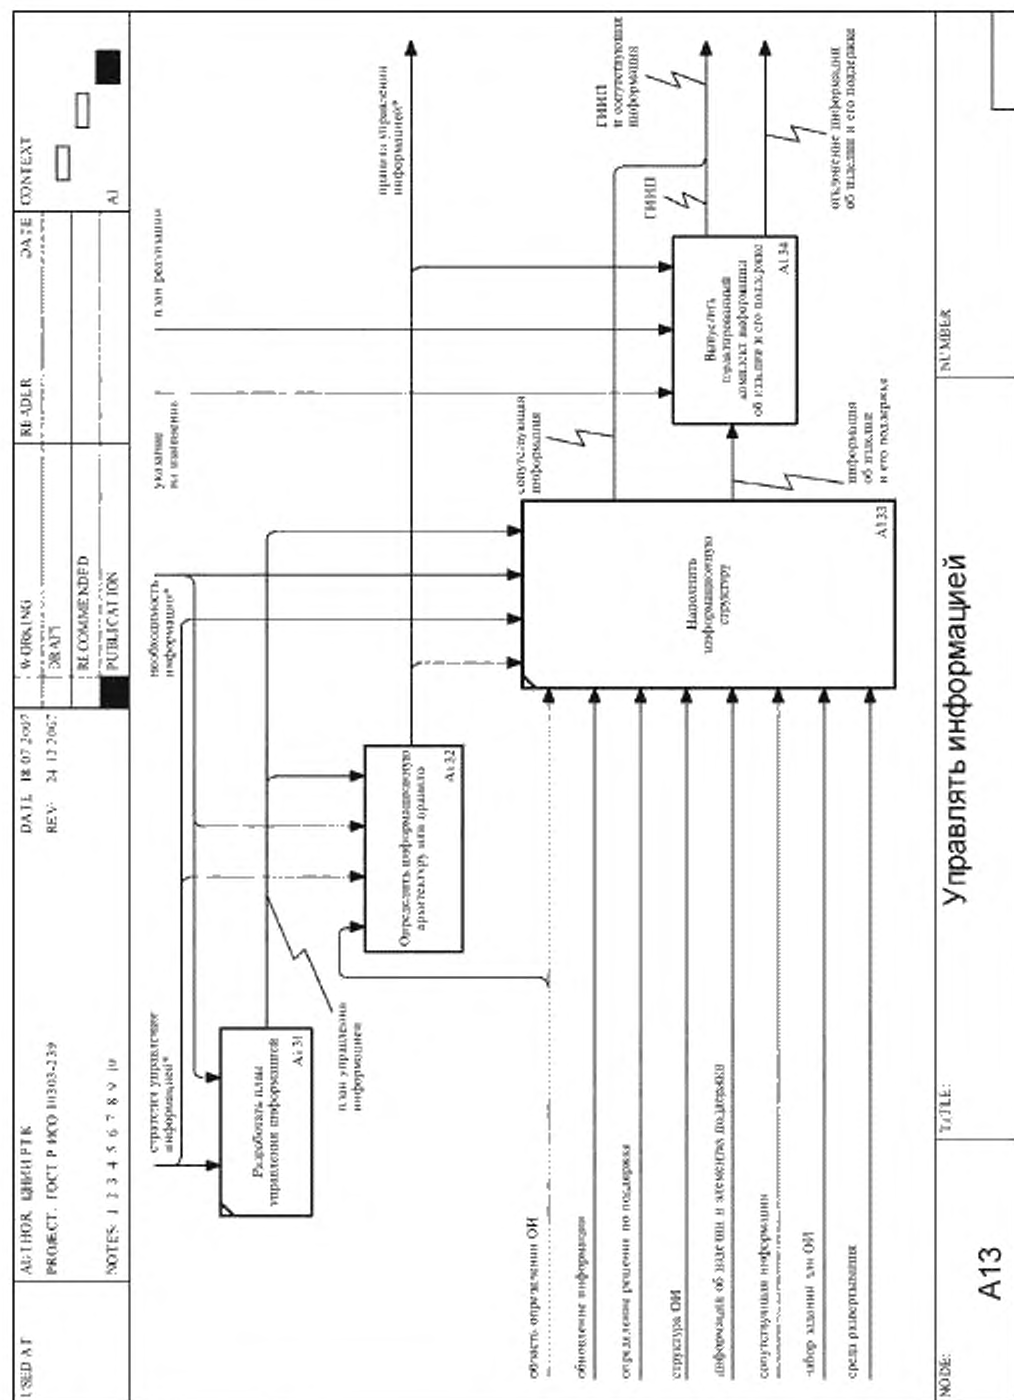 USED AT
AUTHOR: ЦНИИ РТК
PROJECT: ГОСТ Р ИСО 10303-239
NOTES: 1 2 3 4 5 6 7 8 9 10
DATE: 18 07 2007
REV: 24 12 2007
WORKING
DRAFT
RECOMMENDED
PUBLICATION
READER
DATE
CONTEXT
A1
стратегия управления
информацией*
необходимость
информации*
указание
на изменение
план реализации
Разработать план
управления информацией
A131
план управления
информацией
Определить информационную
архитектуру или правило
A132
правила управления
информацией*
Наполнить
информационную
структуру
A133
сопутствующая
информация
информация
об изделии
и его поддержке
Выпустить
комплект информации
об изделии и его поддержке
A134
ГИИП
ГИИП
и сопутствующая
информация
отклонение информации
об изделии и его поддержке
область определения ОИ
обновление информации
определение решения по поддержке
структура ОИ
информация об изделии и элементах поддержки
сопутствующая информация
набор заданий для ОИ
среда развертывания
NODE:
A13
TITLE:
Управлять информацией
NUMBER